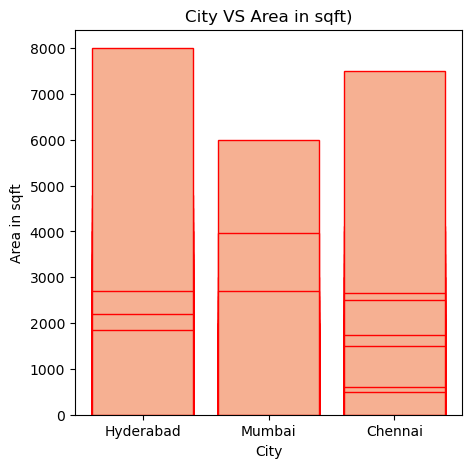 City VS Area in sqft)
8000
7000
6000
5000
4000
3000
2000
1000
0
Area in sqft
Hyderabad Mumbai Chennai
City